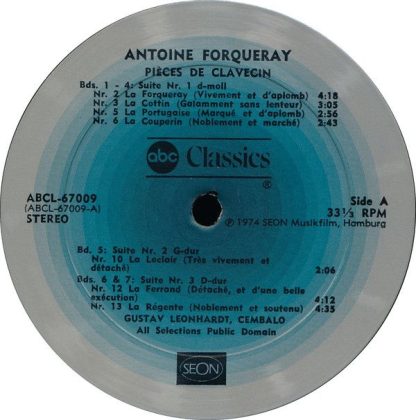 ANTOINE FORQUERAY
PIÈCES DE CLAVECIN
Bds. 1 - 4: Suite Nr. 1 d-moll
Nr. 2 La Forqueray (Vivement et d'aplomb) 4:18
Nr. 3 La Cottin (Galamment sans lenteur) 3:05
Nr. 5 La Portugaise (Marqué et d'aplomb) 2:56
Nr. 6 La Couperin (Noblement et marché) 2:43
abc Classics
®
ABCL-67009
(ABCL-67009-A)
STEREO
Side A
33⅓ RPM
℗ 1974 SEON Musikfilm, Hamburg
Bd. 5: Suite Nr. 2 G-dur
Nr. 10 La Leclair (Très vivement et
détaché) 2:06
Bds. 6 & 7: Suite Nr. 3 D-dur
Nr. 12 La Ferrand (Détaché, et d'une belle
exécution) 4:12
Nr. 13 La Régente (Noblement et soutenu) 4:35
GUSTAV LEONHARDT, CEMBALO
All Selections Public Domain
SEON